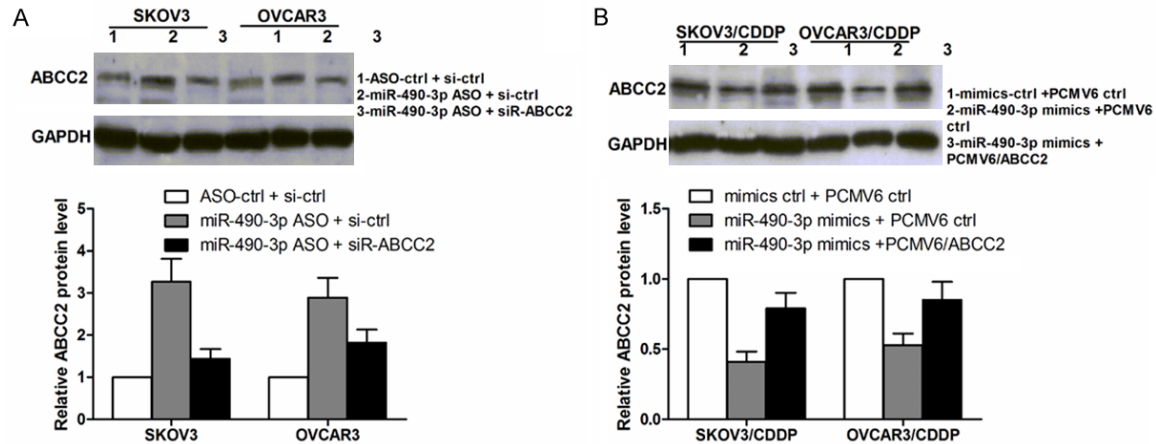 A
SKOV3 OVCAR3
1 2 3 1 2 3
ABCC2
1-ASO-ctrl + si-ctrl
2-miR-490-3p ASO + si-ctrl
3-miR-490-3p ASO + siR-ABCC2
GAPDH
ASO-ctrl + si-ctrl
miR-490-3p ASO + si-ctrl
miR-490-3p ASO + siR-ABCC2
Relative ABCC2 protein level
5
4
3
2
1
0
SKOV3 OVCAR3
B
SKOV3/CDDP OVCAR3/CDDP
1 2 3 1 2 3
ABCC2
1-mimics-ctrl +PCMV6 ctrl
2-miR-490-3p mimics +PCMV6
ctrl
3-miR-490-3p mimics +
PCMV6/ABCC2
GAPDH
mimics ctrl + PCMV6 ctrl
miR-490-3p mimics + PCMV6 ctrl
miR-490-3p mimics +PCMV6/ABCC2
Relative ABCC2 protein level
1.5
1.0
0.5
0.0
SKOV3/CDDP OVCAR3/CDDP